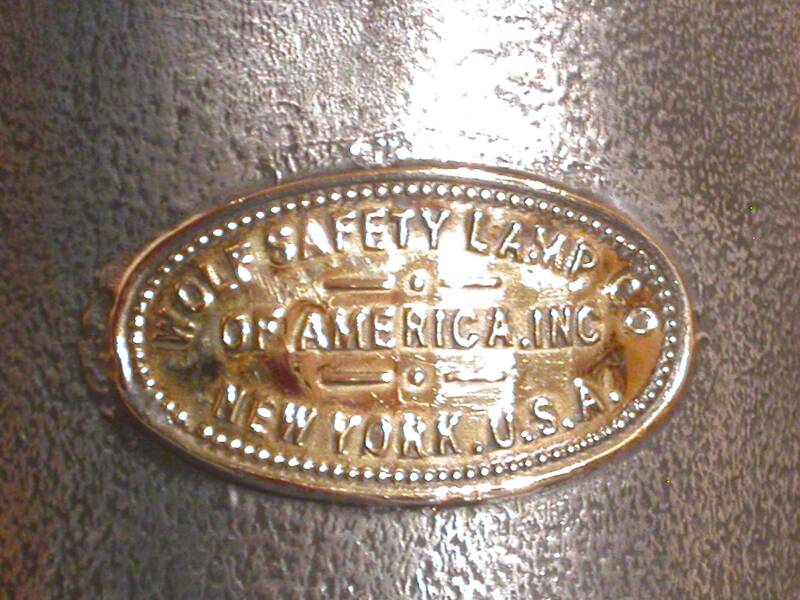 WOLF SAFETY LAMP CO
OF AMERICA.INC
NEW YORK.U.S.A.